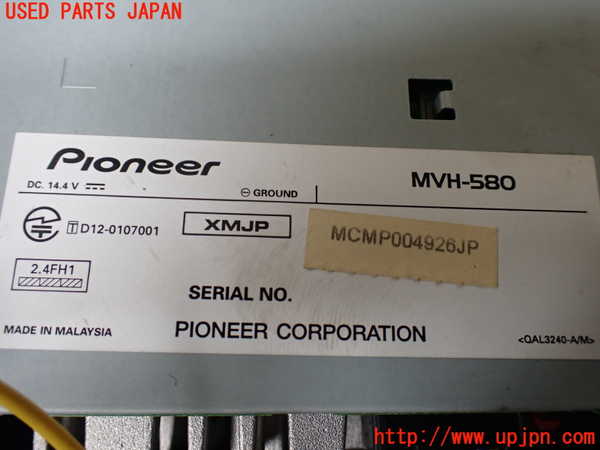 USED PARTS JAPAN
Pioneer
MVH-580
DC. 14.4 V
⊖ GROUND
T D12-0107001
XMJP
MCMP004926JP
2.4FH1
SERIAL NO.
MADE IN MALAYSIA
PIONEER CORPORATION
<QAL3240-A/M>
http://www.upjpn.com/